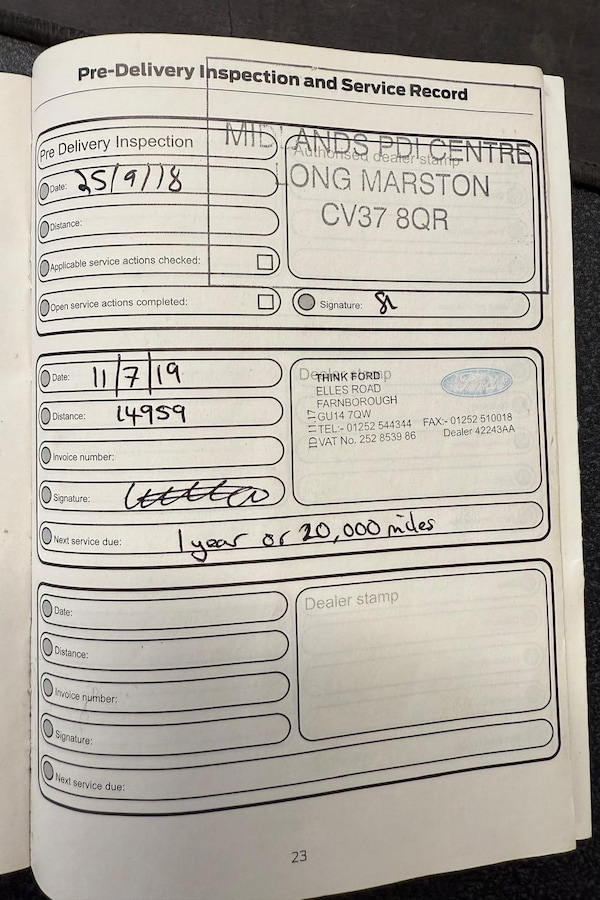 Pre-Delivery Inspection and Service Record
Pre Delivery Inspection
Authorised dealer stamp
MIDLANDS PDI CENTRE
LONG MARSTON
CV37 8QR
Date: 25/9/18
Distance:
Applicable service actions checked:
Open service actions completed:
Signature:
Date: 11/7/19
Distance: 14959
Invoice number:
Signature:
Dealer stamp
THINK FORD
ELLES ROAD
FARNBOROUGH
GU14 7QW
TEL:- 01252 544344 FAX:- 01252 510018
VAT No. 252 8539 86 Dealer 42243AA
Ford
Next service due: 1 year or 20,000 miles
Date:
Distance:
Invoice number:
Signature:
Dealer stamp
Next service due:
23